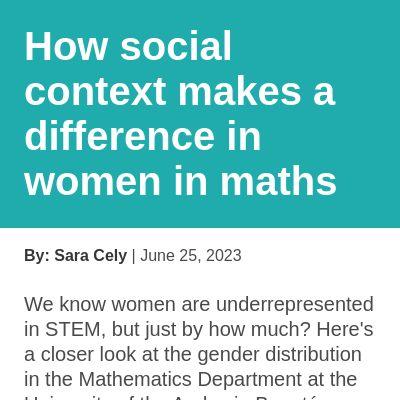 How social
context makes a
difference in
women in maths
By: Sara Cely | June 25, 2023
We know women are underrepresented
in STEM, but just by how much? Here's
a closer look at the gender distribution
in the Mathematics Department at the